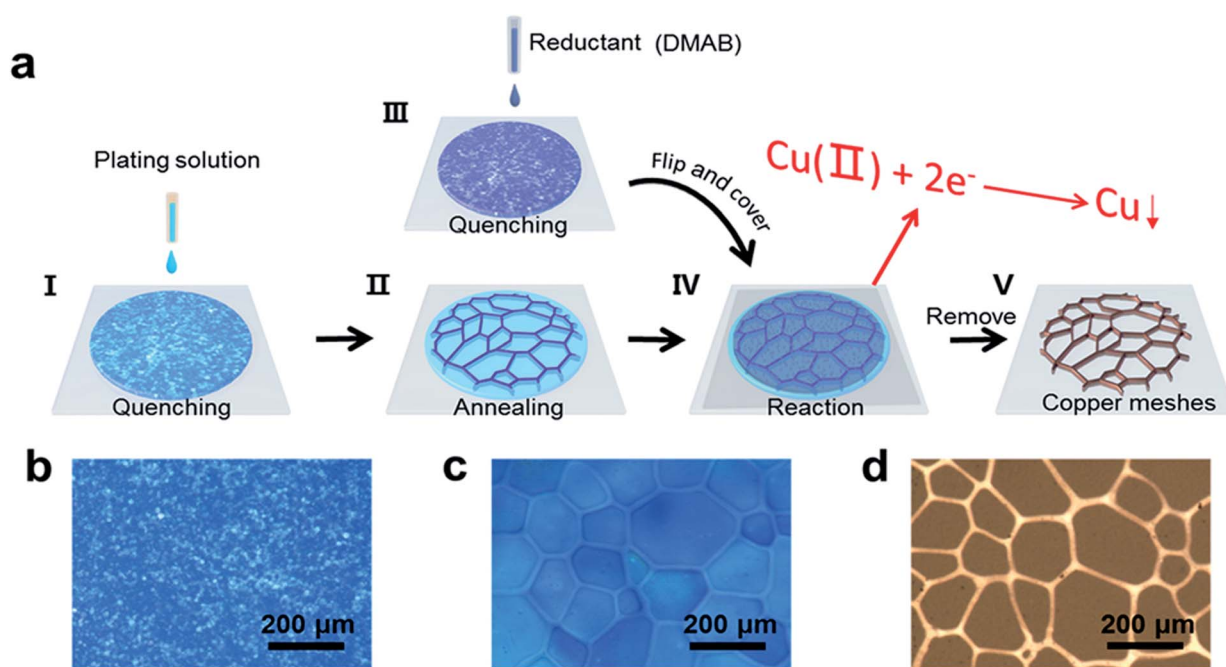 a
Reductant (DMAB)
III
Plating solution
Flip and cover
Cu(II) + 2e⁻ → Cu↓
Quenching
I
II
IV
V
Remove
Quenching
Annealing
Reaction
Copper meshes
b
c
d
200 μm
200 μm
200 μm